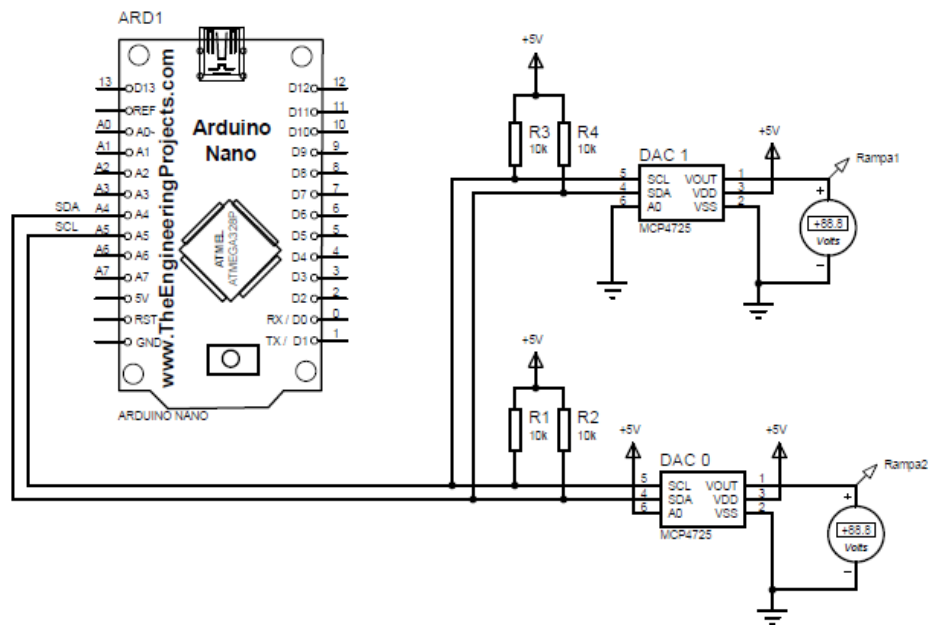 ARD1
www.TheEngineeringProjects.com
Arduino
Nano
ATMEL
ATMEGA328P
13 D13
REF
A0 A0-
A1 A1
A2 A2
A3 A3
SDA A4 A4
SCL A5 A5
A6 A6
A7 A7
5V
RST
GND
D12 12
D11 11
D10 10
D9 9
D8 8
D7 7
D6 6
D5 5
D4 4
D3 3
D2 2
RX / D0 0
TX / D1 1
ARDUINO NANO
+5V
R3
10k
R4
10k
DAC 1
5 SCL VOUT 1
4 SDA VDD 3
6 A0 VSS 2
MCP4725
+5V
Rampa1
+
+88.8
Volts
−
+5V
R1
10k
R2
10k
+5V
DAC 0
5 SCL VOUT 1
4 SDA VDD 3
6 A0 VSS 2
MCP4725
+5V
Rampa2
+
+88.8
Volts
−